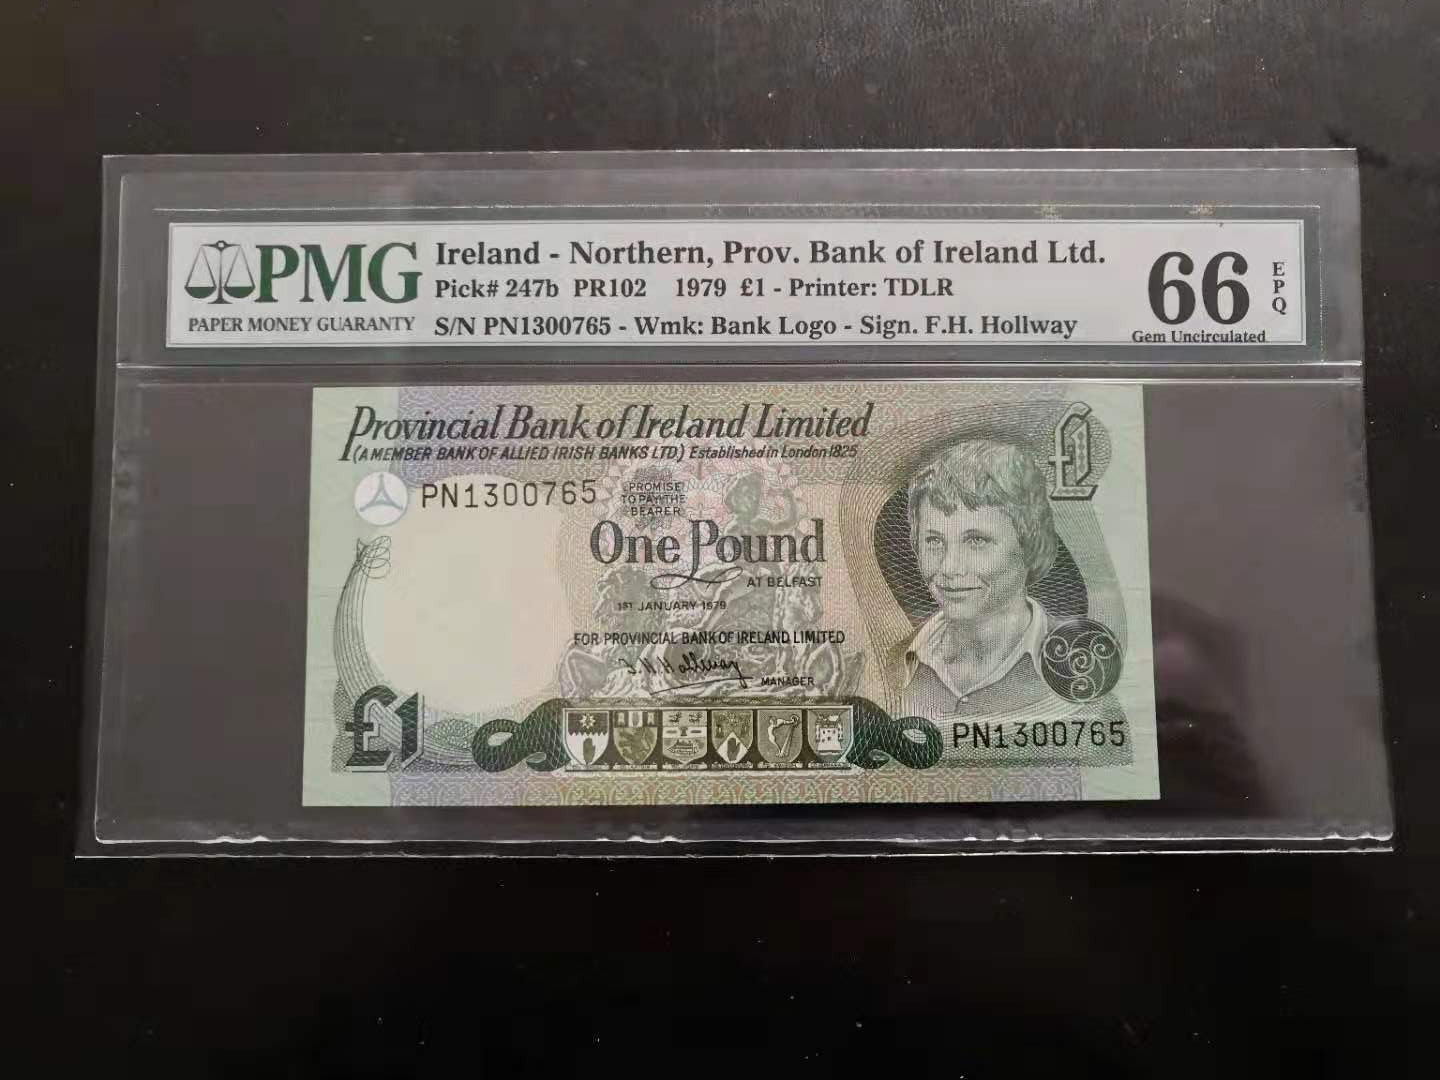 PMG
PAPER MONEY GUARANTY
Ireland - Northern, Prov. Bank of Ireland Ltd.
Pick# 247b PR102 1979 £1 - Printer: TDLR
S/N PN1300765 - Wmk: Bank Logo - Sign. F.H. Hollway
66
EPQ
Gem Uncirculated
Provincial Bank of Ireland Limited
(A MEMBER BANK OF ALLIED IRISH BANKS LTD.) Established in London 1825
£
PN1300765
PROMISE
TO PAY THE
BEARER
One Pound
AT BELFAST
1ST JANUARY 1979
FOR PROVINCIAL BANK OF IRELAND LIMITED
F.H. Hollway
MANAGER
£1
PN1300765